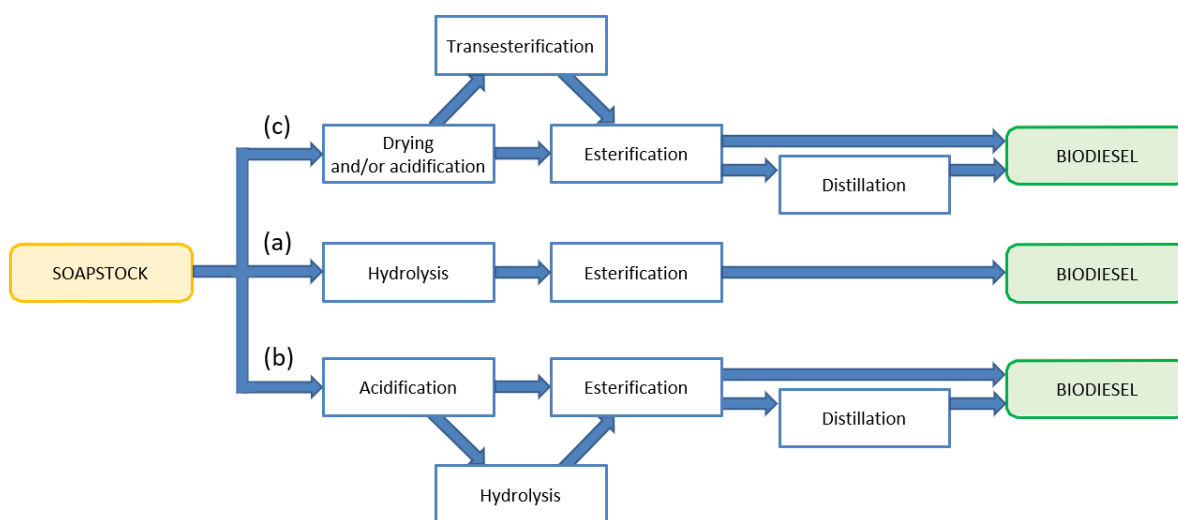 Transesterification
(c)
Drying
and/or acidification
Esterification
BIODIESEL
Distillation
(a)
SOAPSTOCK
Hydrolysis
Esterification
BIODIESEL
(b)
Acidification
Esterification
BIODIESEL
Distillation
Hydrolysis